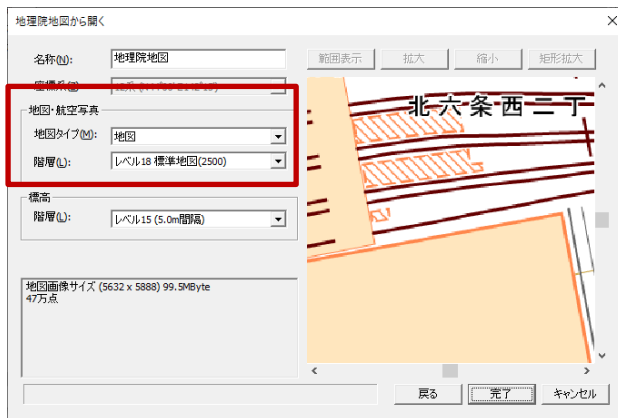 地理院地図から開く
名称(N):
地理院地図
範囲表示
拡大
縮小
矩形拡大
地図・航空写真
地図タイプ(M):
地図
階層(L):
レベル18 標準地図(2500)
標高
階層(L):
レベル15 (5.0m間隔)
地図画像サイズ (5632 x 5888) 99.5MByte
47万点
北六条西二丁
戻る
完了
キャンセル